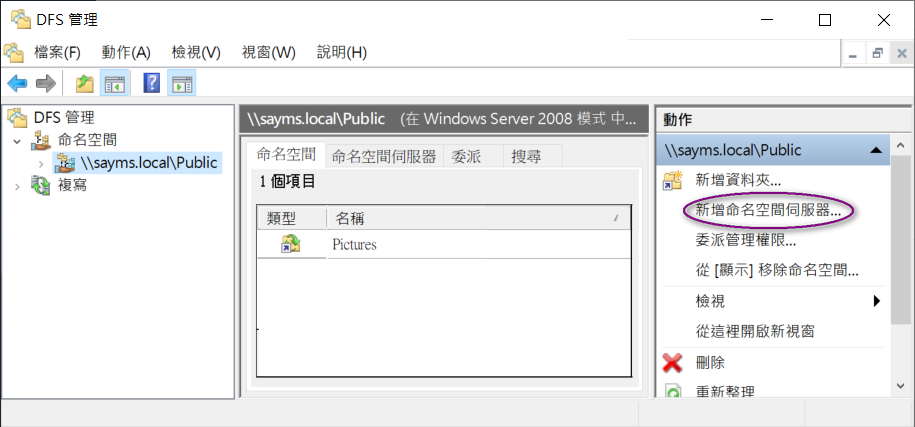 DFS 管理
檔案(F) 動作(A) 檢視(V) 視窗(W) 說明(H)
DFS 管理
命名空間
\\sayms.local\Public
複寫
\\sayms.local\Public (在 Windows Server 2008 模式 中...
命名空間 命名空間伺服器 委派 搜尋
1 個項目
類型 名稱
Pictures
動作
\\sayms.local\Public
新增資料夾...
新增命名空間伺服器...
委派管理權限...
從 [顯示] 移除命名空間...
檢視
從這裡開啟新視窗
刪除
重新整理